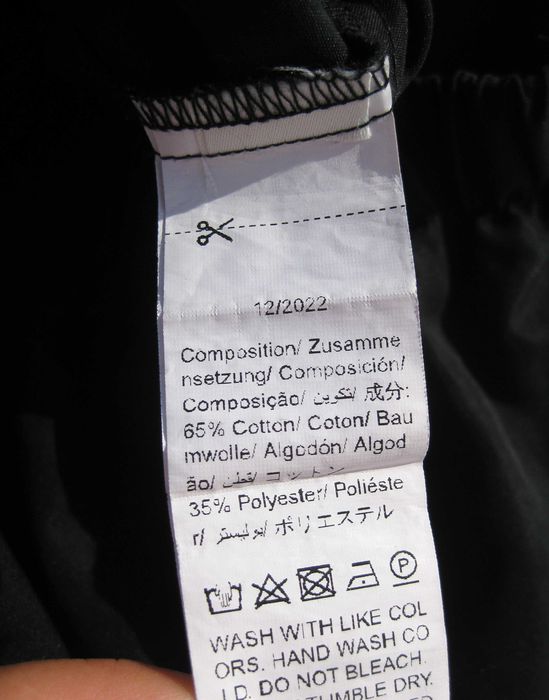 12/2022
Composition/ Zusamme
nsetzung/ Composición/
Composição/ تكوين/ 成分:
65% Cotton/ Coton/ Bau
mwolle/ Algodón/ Algod
ão/ قطن/ コットン
35% Polyester/ Poliéste
r/ بوليستر/ ポリエステル
P
WASH WITH LIKE COL
ORS. HAND WASH CO
LD. DO NOT BLEACH.
TUMBLE DRY.